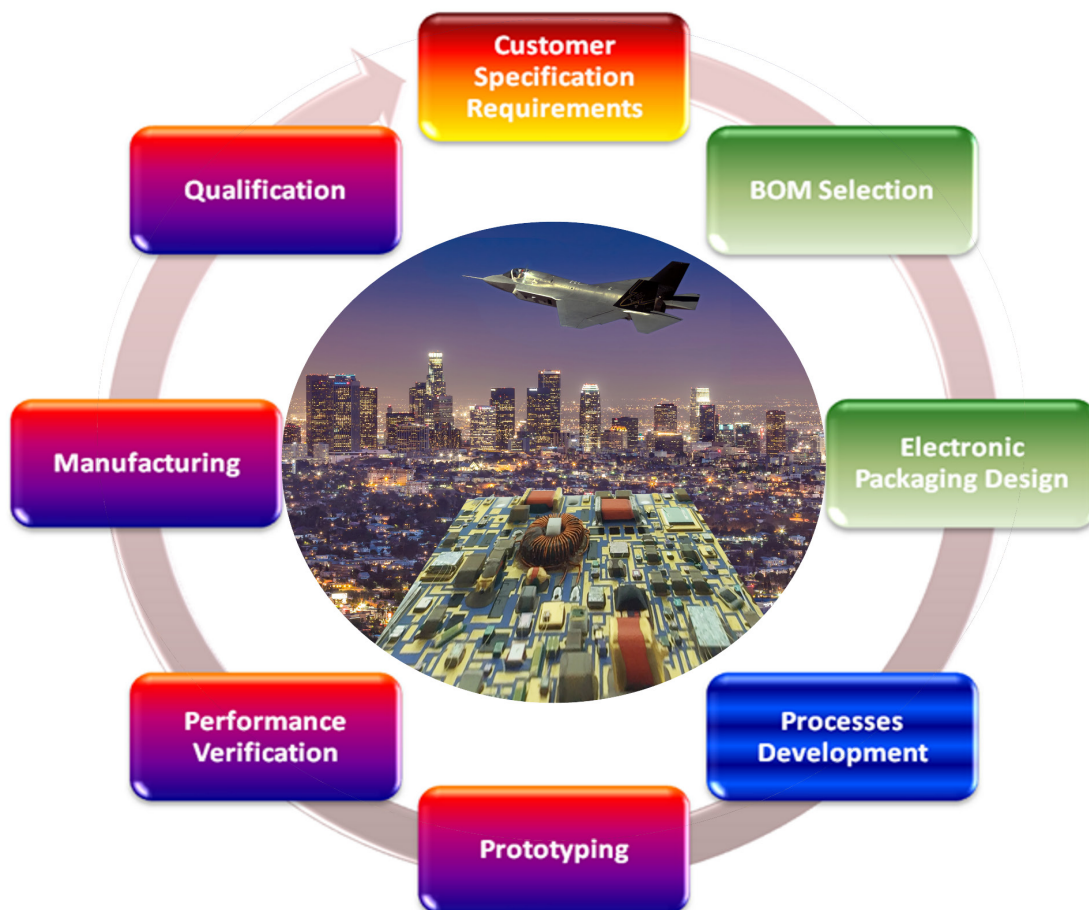 Customer
Specification
Requirements
BOM Selection
Electronic
Packaging Design
Processes
Development
Prototyping
Performance
Verification
Manufacturing
Qualification